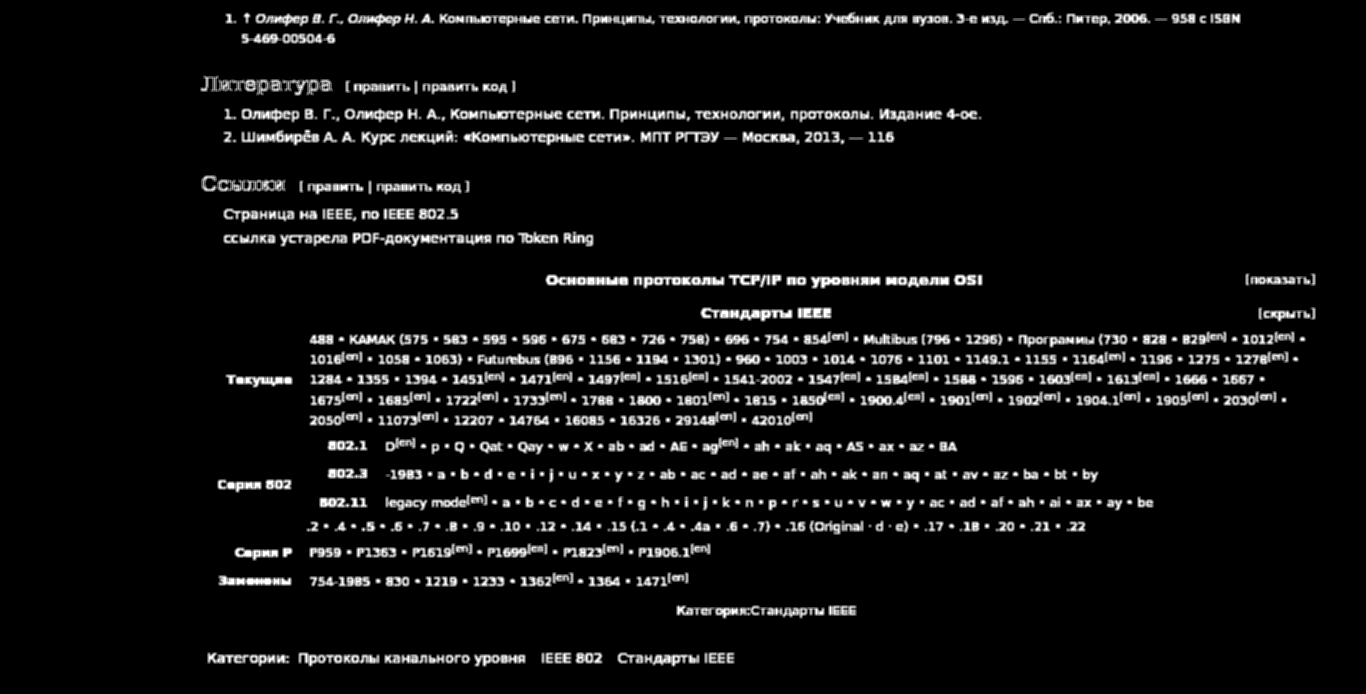 1. ↑ Олифер В. Г., Олифер Н. А. Компьютерные сети. Принципы, технологии, протоколы: Учебник для вузов. 3-е изд. — Спб.: Питер, 2006. — 958 с ISBN
5-469-00504-6
Литература [ править | править код ]
1. Олифер В. Г., Олифер Н. А., Компьютерные сети. Принципы, технологии, протоколы. Издание 4-ое.
2. Шимбирёв А. А. Курс лекций: «Компьютерные сети». МПТ РГТЭУ — Москва, 2013, — 116
Ссылки [ править | править код ]
Страница на IEEE, по IEEE 802.5
ссылка устарела PDF-документация по Token Ring
Основные протоколы TCP/IP по уровням модели OSI [показать]
Стандарты IEEE [скрыть]
488 • КАМАК (575 • 583 • 595 • 596 • 675 • 683 • 726 • 758) • 696 • 754 • 854[en] • Multibus (796 • 1296) • Програмы (730 • 828 • 829[en] • 1012[en] •
1016[en] • 1058 • 1063) • Futurebus (896 • 1156 • 1194 • 1301) • 960 • 1003 • 1014 • 1076 • 1101 • 1149.1 • 1155 • 1164[en] • 1196 • 1275 • 1278[en] •
Текущие 1284 • 1355 • 1394 • 1451[en] • 1471[en] • 1497[en] • 1516[en] • 1541-2002 • 1547[en] • 1584[en] • 1588 • 1596 • 1603[en] • 1613[en] • 1666 • 1667 •
1675[en] • 1685[en] • 1722[en] • 1733[en] • 1788 • 1800 • 1801[en] • 1815 • 1850[en] • 1900.4[en] • 1901[en] • 1902[en] • 1904.1[en] • 1905[en] • 2030[en] •
2050[en] • 11073[en] • 12207 • 14764 • 16085 • 16326 • 29148[en] • 42010[en]
802.1 D[en] • p • Q • Qat • Qay • w • X • ab • ad • AE • ag[en] • ah • ak • aq • AS • ax • az • BA
802.3 -1983 • a • b • d • e • i • j • u • x • y • z • ab • ac • ad • ae • af • ah • ak • an • aq • at • av • az • ba • bt • by
Серия 802
802.11 legacy mode[en] • a • b • c • d • e • f • g • h • i • j • k • n • p • r • s • u • v • w • y • ac • ad • af • ah • ai • ax • ay • be
.2 • .4 • .5 • .6 • .7 • .8 • .9 • .10 • .12 • .14 • .15 (.1 • .4 • .4a • .6 • .7) • .16 (Original · d · e) • .17 • .18 • .20 • .21 • .22
Серия P P959 • P1363 • P1619[en] • P1699[en] • P1823[en] • P1906.1[en]
Заменены 754-1985 • 830 • 1219 • 1233 • 1362[en] • 1364 • 1471[en]
Категория:Стандарты IEEE
Категории: Протоколы канального уровня IEEE 802 Стандарты IEEE